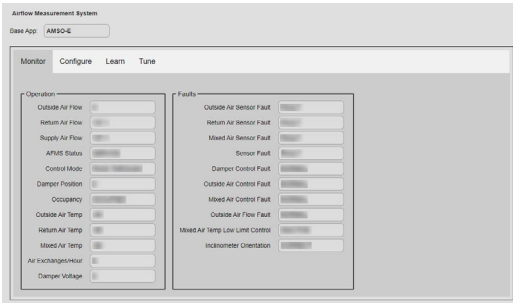 Airflow Measurement System
Base App: AMSO-E
Monitor Configure Learn Tune
Operation
Outside Air Flow
Return Air Flow
Supply Air Flow
AFMS Status
Control Mode
Damper Position
Occupancy
Outside Air Temp
Return Air Temp
Mixed Air Temp
Air Exchanges/Hour
Damper Voltage
Faults
Outside Air Sensor Fault
Return Air Sensor Fault
Mixed Air Sensor Fault
Sensor Fault
Damper Control Fault
Outside Air Control Fault
Mixed Air Control Fault
Outside Air Flow Fault
Mixed Air Temp Low Limit Control
Inclinometer Orientation